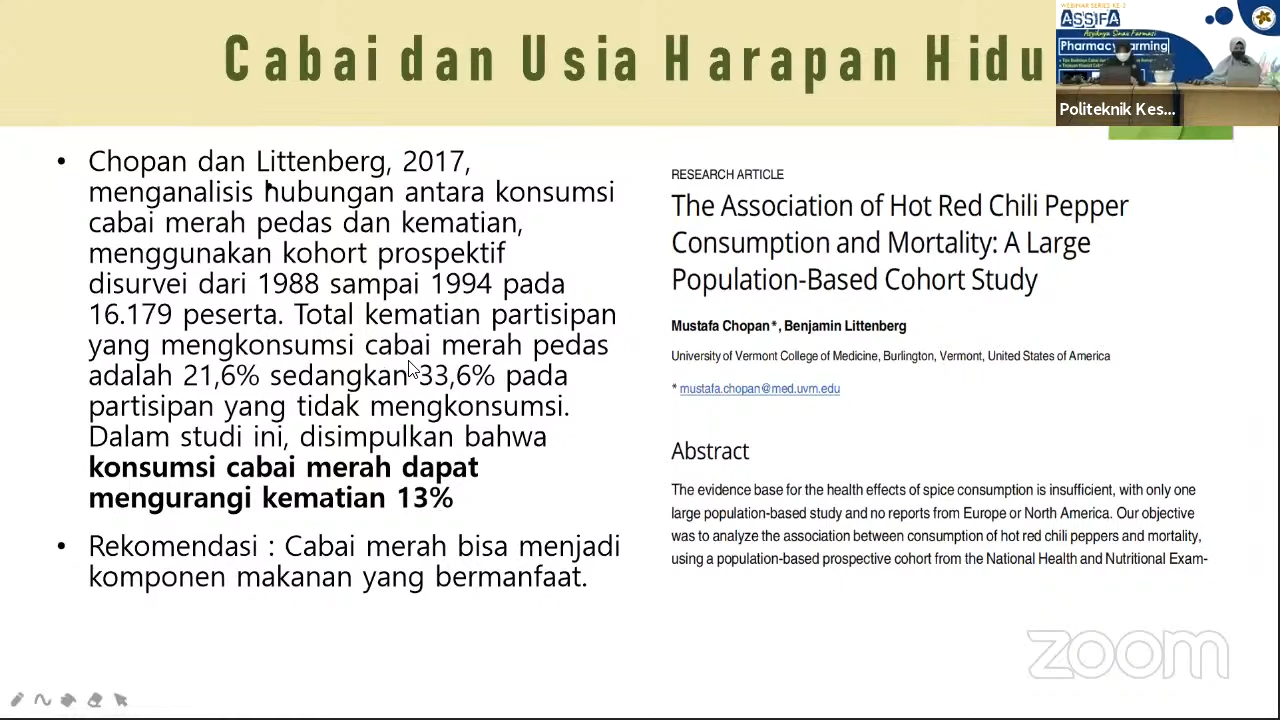 Cabai dan Usia Harapan Hidu
WEBINAR SERIES KE-2
ASSIFA
Asyiknya Sinau Farmasi
Pharmacy Farming
Politeknik Kes...
• Chopan dan Littenberg, 2017,
menganalisis hubungan antara konsumsi
cabai merah pedas dan kematian,
menggunakan kohort prospektif
disurvei dari 1988 sampai 1994 pada
16.179 peserta. Total kematian partisipan
yang mengkonsumsi cabai merah pedas
adalah 21,6% sedangkan 33,6% pada
partisipan yang tidak mengkonsumsi.
Dalam studi ini, disimpulkan bahwa
konsumsi cabai merah dapat
mengurangi kematian 13%
• Rekomendasi : Cabai merah bisa menjadi
komponen makanan yang bermanfaat.
RESEARCH ARTICLE
The Association of Hot Red Chili Pepper
Consumption and Mortality: A Large
Population-Based Cohort Study
Mustafa Chopan*, Benjamin Littenberg
University of Vermont College of Medicine, Burlington, Vermont, United States of America
* mustafa.chopan@med.uvm.edu
Abstract
The evidence base for the health effects of spice consumption is insufficient, with only one
large population-based study and no reports from Europe or North America. Our objective
was to analyze the association between consumption of hot red chili peppers and mortality,
using a population-based prospective cohort from the National Health and Nutritional Exam-
zoom